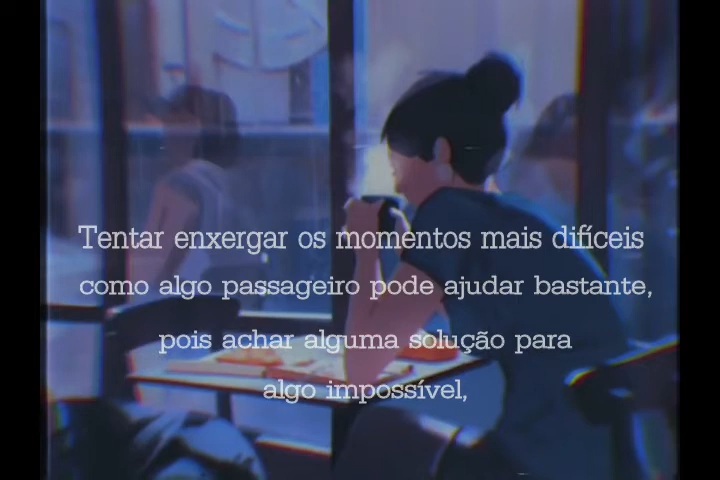 Tentar enxergar os momentos mais difíceis
como algo passageiro pode ajudar bastante,
pois achar alguma solução para
algo impossível,